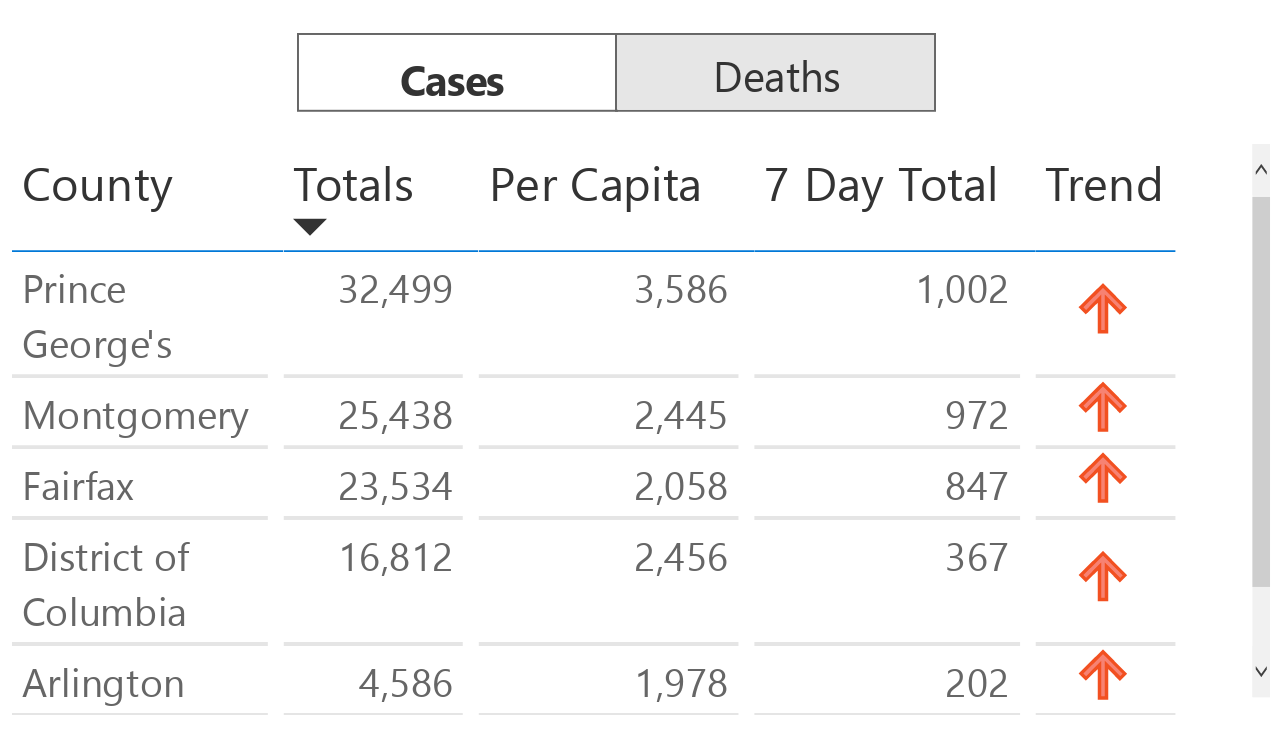 Cases Deaths
County Totals Per Capita 7 Day Total Trend
Prince 32,499 3,586 1,002
George's
Montgomery 25,438 2,445 972
Fairfax 23,534 2,058 847
District of 16,812 2,456 367
Columbia
Arlington 4,586 1,978 202